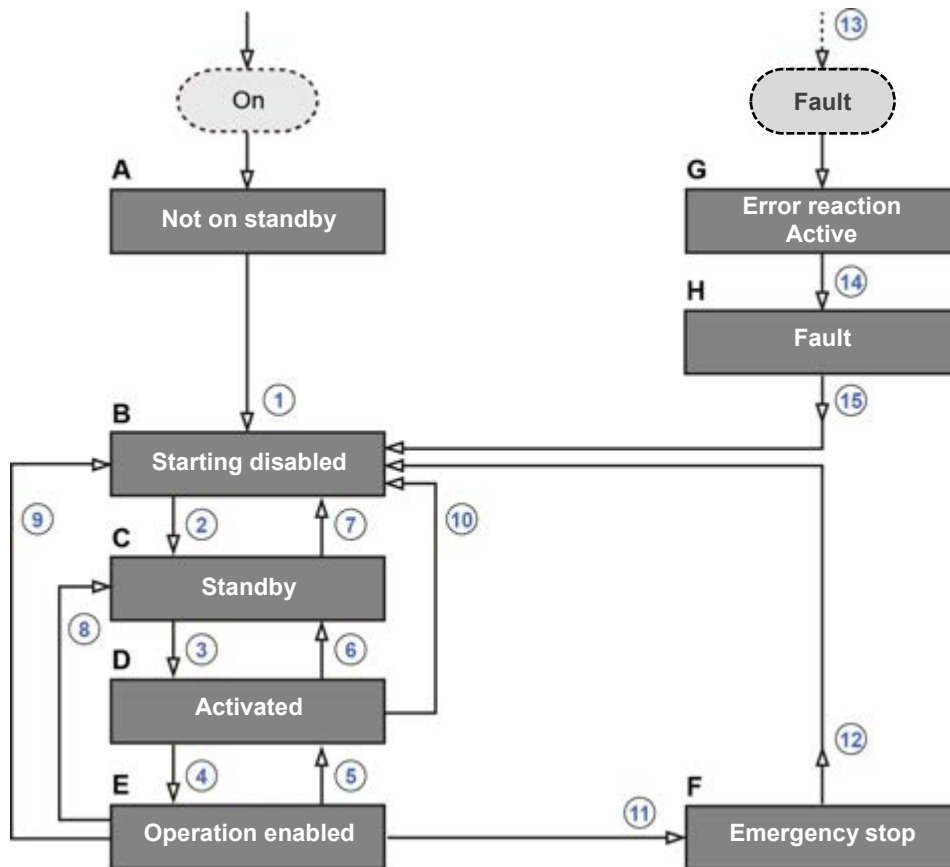 13
On
Fault
A
G
Not on standby
Error reaction
Active
14
H
Fault
1
15
B
Starting disabled
9
2
7
10
C
Standby
8
3
6
D
Activated
4
5
12
E
F
11
Operation enabled
Emergency stop